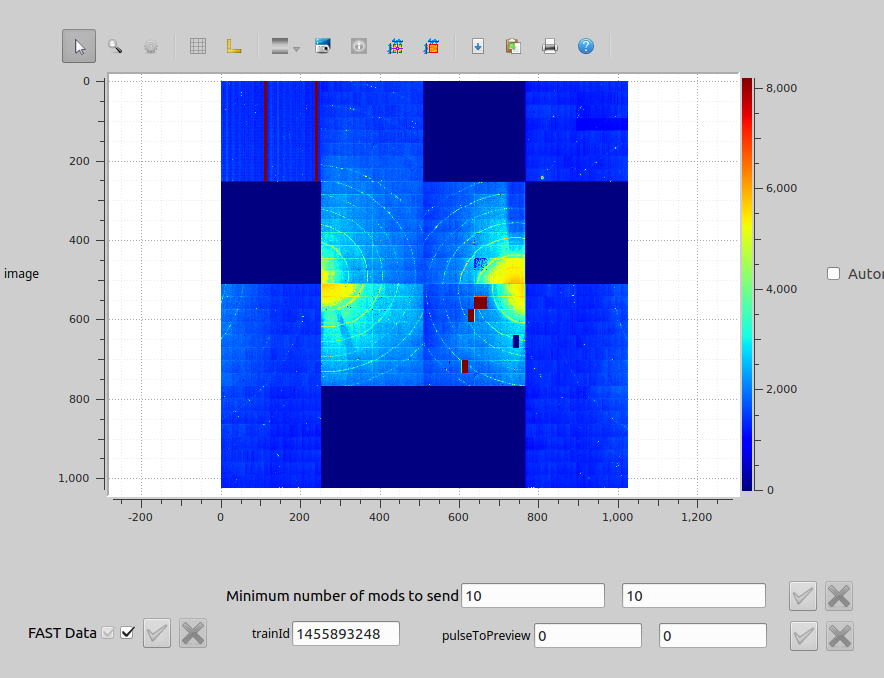 0
200
400
600
800
1,000
-200 0 200 400 600 800 1,000 1,200
8,000
6,000
4,000
2,000
0
image
Autor
Minimum number of mods to send 10 10
FAST Data trainId 1455893248 pulseToPreview 0 0